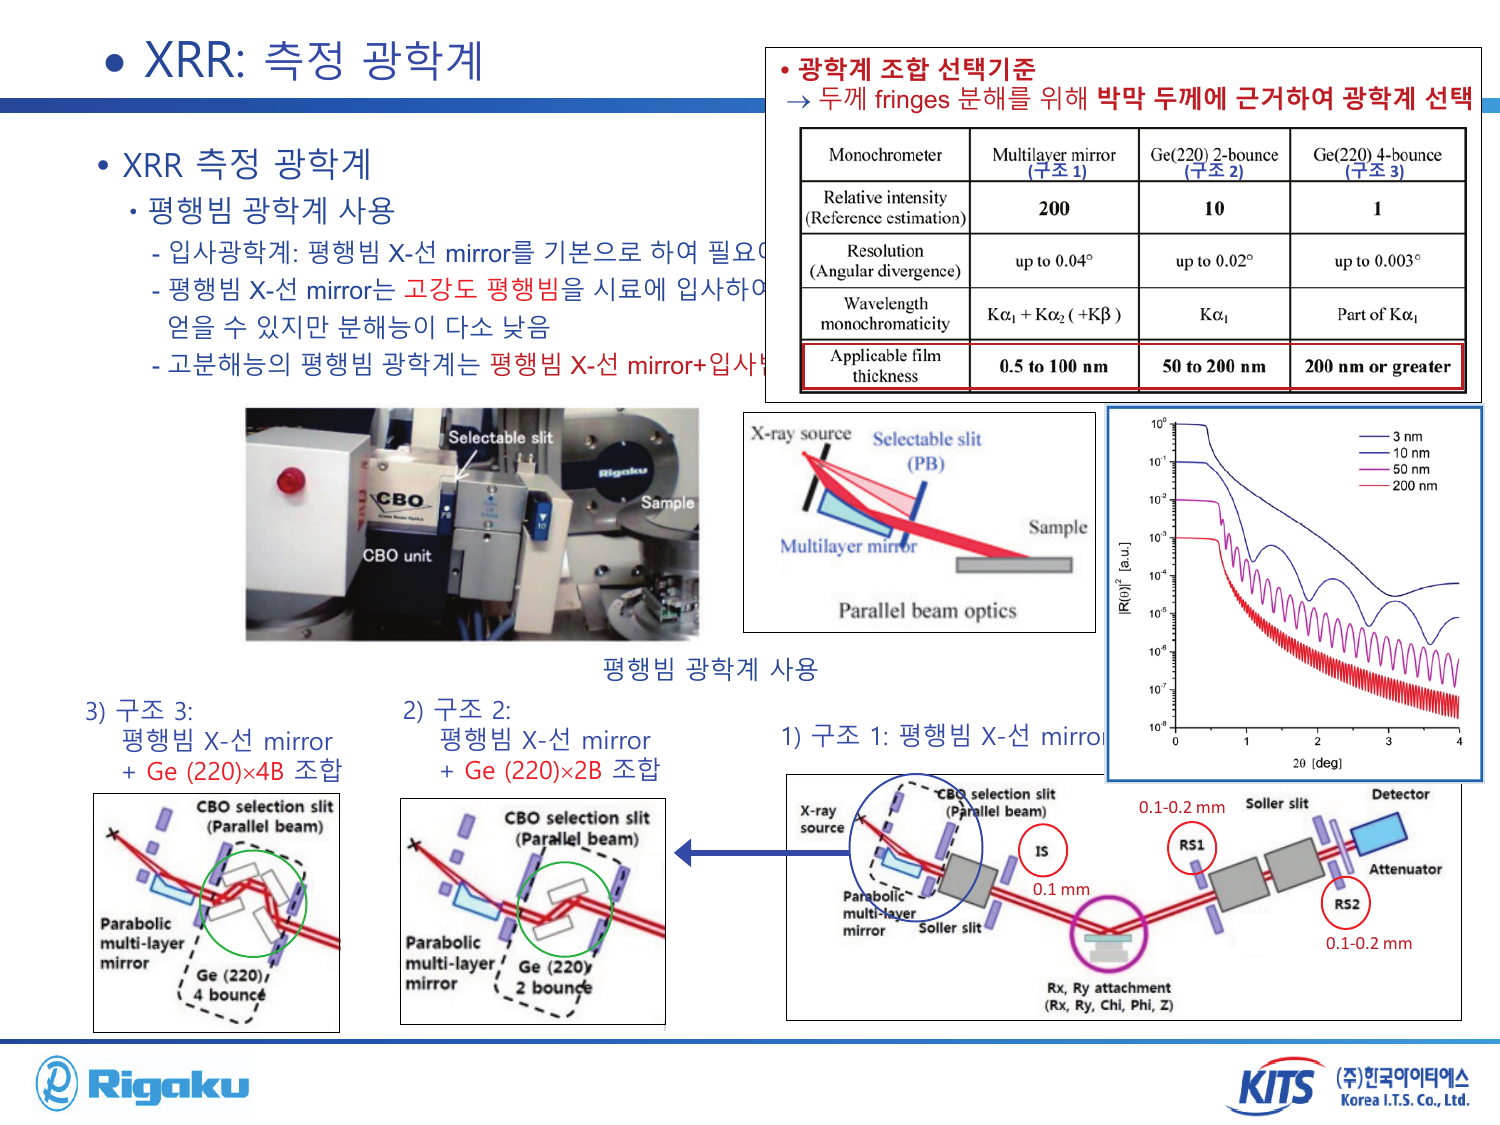 • XRR: 측정 광학계
• 광학계 조합 선택기준
→ 두께 fringes 분해를 위해 박막 두께에 근거하여 광학계 선택
Monochrometer Multilayer mirror (구조 1) Ge(220) 2-bounce (구조 2) Ge(220) 4-bounce (구조 3)
Relative intensity (Reference estimation) 200 10 1
Resolution (Angular divergence) up to 0.04° up to 0.02° up to 0.003°
Wavelength monochromaticity Kα₁ + Kα₂ ( +Kβ ) Kα₁ Part of Kα₁
Applicable film thickness 0.5 to 100 nm 50 to 200 nm 200 nm or greater
• XRR 측정 광학계
• 평행빔 광학계 사용
- 입사광학계: 평행빔 X-선 mirror를 기본으로 하여
- 평행빔 X-선 mirror는 고강도 평행빔을 시료에 입사하여
얻을 수 있지만 분해능이 다소 낮음
- 고분해능의 평행빔 광학계는 평행빔 X-선 mirror+
Selectable slit
Rigaku
Sample
CBO
CBO unit
X-ray source
Selectable slit
(PB)
Multilayer mirror
Sample
Parallel beam optics
3 nm
10 nm
50 nm
200 nm
|R(θ)|² [a.u.]
10⁰
10⁻¹
10⁻²
10⁻³
10⁻⁴
10⁻⁵
10⁻⁶
10⁻⁷
10⁻⁸
0 1 2 3 4
2θ [deg]
평행빔 광학계 사용
3) 구조 3:
평행빔 X-선 mirror
+ Ge (220)×4B 조합
CBO selection slit
(Parallel beam)
Parabolic
multi-layer
mirror
Ge (220)
4 bounce
2) 구조 2:
평행빔 X-선 mirror
+ Ge (220)×2B 조합
CBO selection slit
(Parallel beam)
Parabolic
multi-layer
mirror
Ge (220)
2 bounce
1) 구조 1: 평행빔 X-선 mirror
X-ray
source
CBO selection slit
(Parallel beam)
IS
0.1 mm
Parabolic
multi-layer
mirror
Soller slit
Rx, Ry attachment
(Rx, Ry, Chi, Phi, Z)
0.1-0.2 mm
RS1
Soller slit
Detector
Attenuator
RS2
0.1-0.2 mm
Rigaku
KITS
(주)한국아이티에스
Korea I.T.S. Co., Ltd.